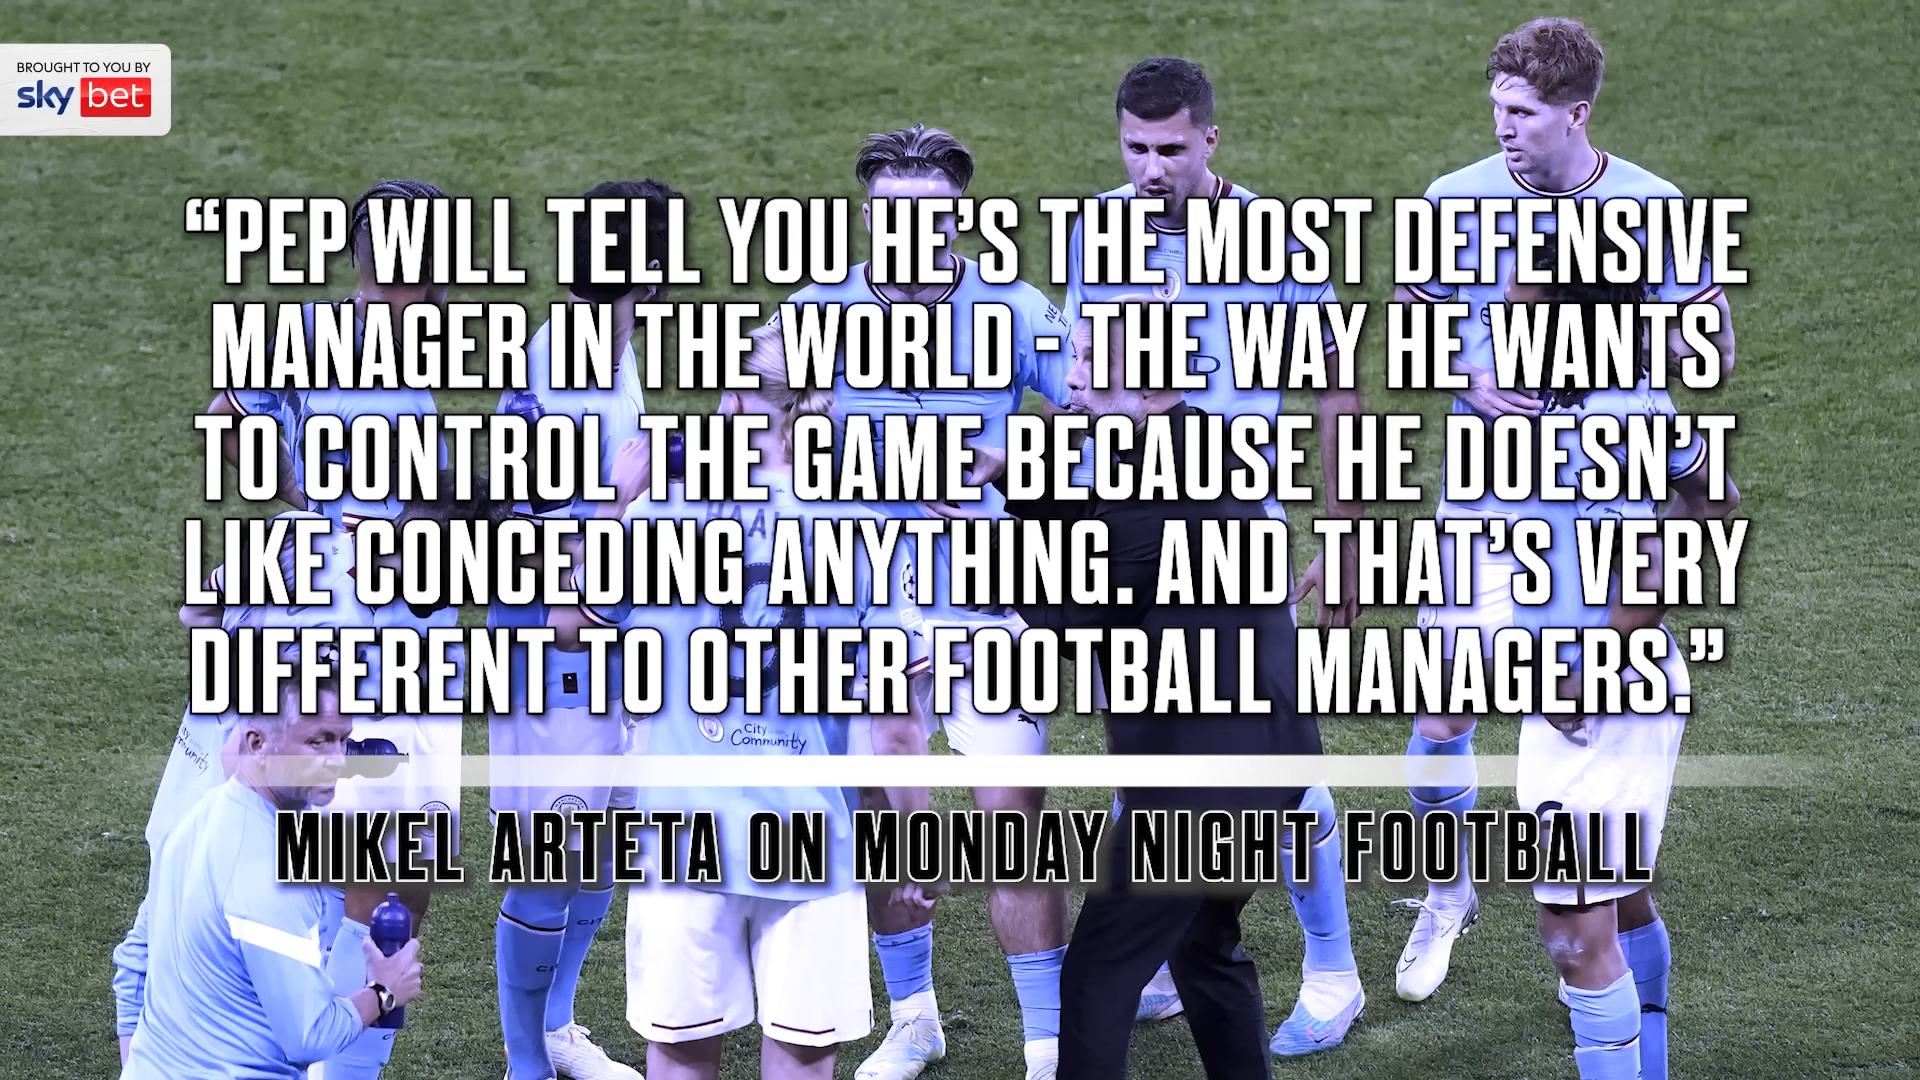 BROUGHT TO YOU BY
sky bet
“PEP WILL TELL YOU HE’S THE MOST DEFENSIVE
MANAGER IN THE WORLD - THE WAY HE WANTS
TO CONTROL THE GAME BECAUSE HE DOESN’T
LIKE CONCEDING ANYTHING. AND THAT’S VERY
DIFFERENT TO OTHER FOOTBALL MANAGERS.”
City
Community
MIKEL ARTETA ON MONDAY NIGHT FOOTBALL